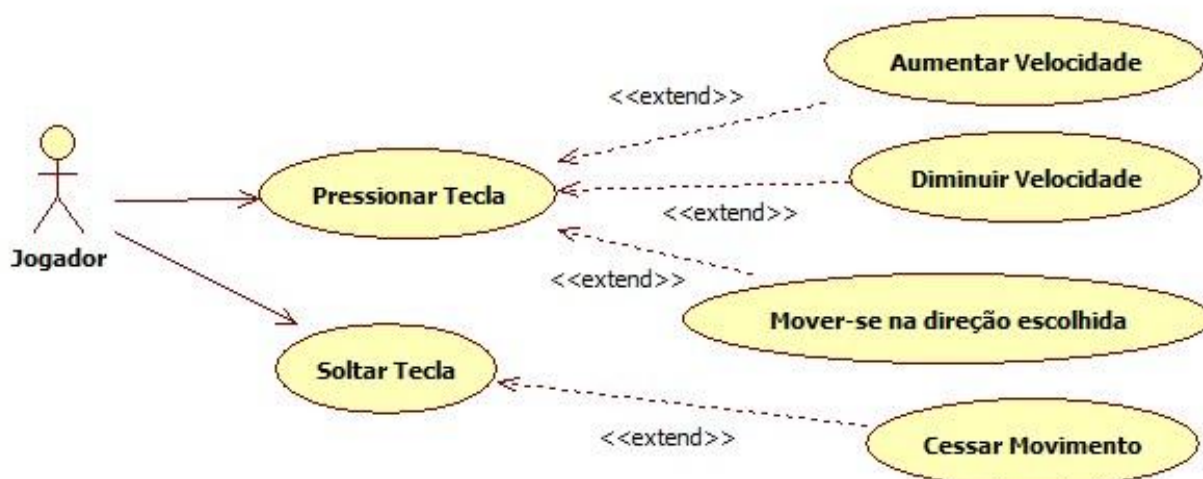 Aumentar Velocidade
<<extend>>
Pressionar Tecla
Diminuir Velocidade
<<extend>>
Jogador
<<extend>>
Mover-se na direção escolhida
Soltar Tecla
<<extend>>
Cessar Movimento